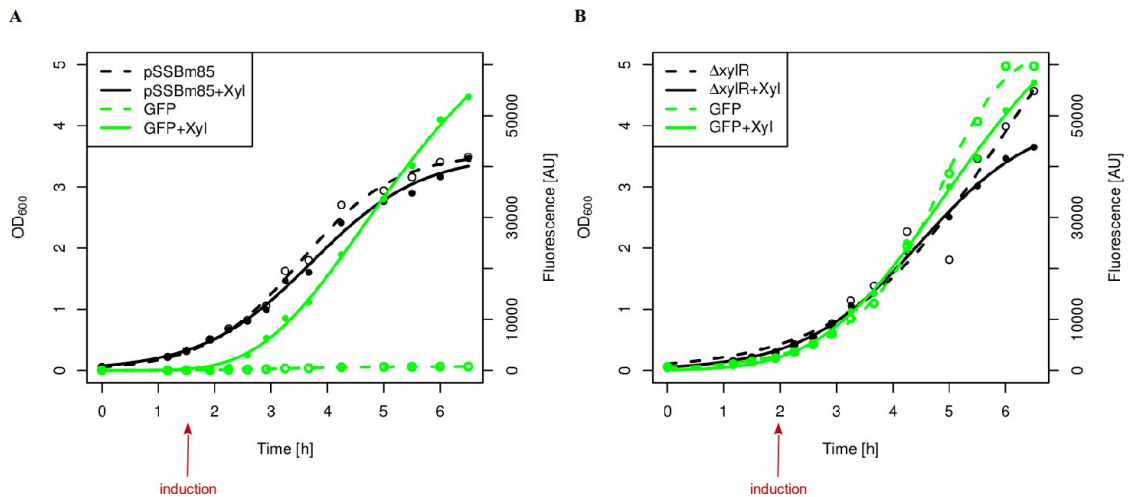 A
B
pSSBm85
pSSBm85+Xyl
GFP
GFP+Xyl
OD600
5
4
3
2
1
0
Fluorescence [AU]
50000
30000
10000
0
0 1 2 3 4 5 6
Time [h]
induction
ΔxylR
ΔxylR+Xyl
GFP
GFP+Xyl
OD600
5
4
3
2
1
0
Fluorescence [AU]
50000
30000
10000
0
0 1 2 3 4 5 6
Time [h]
induction